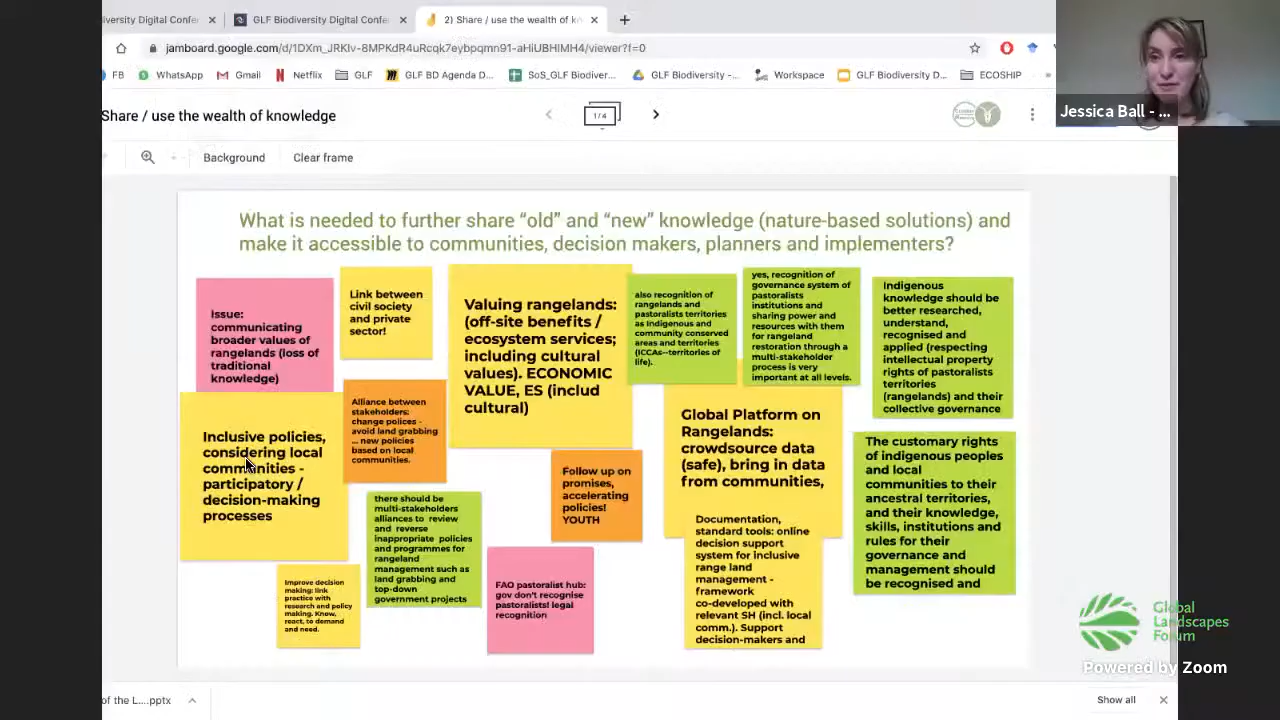 iversity Digital Confer
GLF Biodiversity Digital Confe
2) Share / use the wealth of kn
jamboard.google.com/d/1DXm_JRKIv-8MPKdR4uRcqk7eybpqmn91-aHiUBHIMH4/viewer?f=0
FB
WhatsApp
Gmail
Netflix
GLF
GLF BD Agenda D...
SoS_GLF Biodiver...
GLF Biodiversity -...
Workspace
GLF Biodiversity D...
ECOSHIP
»
Jessica Ball - ...
Share / use the wealth of knowledge
1/4
Background
Clear frame
What is needed to further share “old” and “new” knowledge (nature-based solutions) and
make it accessible to communities, decision makers, planners and implementers?
Issue:
communicating
broader values of
rangelands (loss of
traditional
knowledge)
Link between
civil society
and private
sector!
Valuing rangelands:
(off-site benefits /
ecosystem services;
including cultural
values). ECONOMIC
VALUE, ES (includ
cultural)
also recognition of
rangelands and
pastoralists territories
as Indigenous and
community conserved
areas and territories
(ICCAs--territories of
life).
yes, recognition of
governance system of
pastoralists
institutions and
sharing power and
resources with them
for rangeland
restoration through a
multi-stakeholder
process is very
important at all levels.
Indigenous
knowledge should be
better researched,
understand,
recognised and
applied (respecting
intellectual property
rights of pastoralists
territories
(rangelands) and their
collective governance
Inclusive policies,
considering local
communities -
participatory /
decision-making
processes
Alliance between
stakeholders:
change polices -
avoid land grabbing
... new policies
based on local
communities.
Follow up on
promises,
accelerating
policies!
YOUTH
Global Platform on
Rangelands:
crowdsource data
(safe), bring in data
from communities,
The customary rights
of indigenous peoples
and local
communities to their
ancestral territories,
and their knowledge,
skills, institutions and
rules for their
governance and
management should
be recognised and
there should be
multi-stakeholders
alliances to review
and reverse
inappropriate policies
and programmes for
rangeland
management such as
land grabbing and
top-down
government projects
Documentation,
standard tools: online
decision support
system for inclusive
range land
management -
framework
co-developed with
relevant SH (incl. local
comm.). Support
decision-makers and
Improve decision
making: link
practice with
research and policy
making. Know,
react, to demand
and need.
FAO pastoralist hub:
gov don't recognise
pastoralists! legal
recognition
Global
Landscapes
Forum
Powered by Zoom
of the L....pptx
Show all